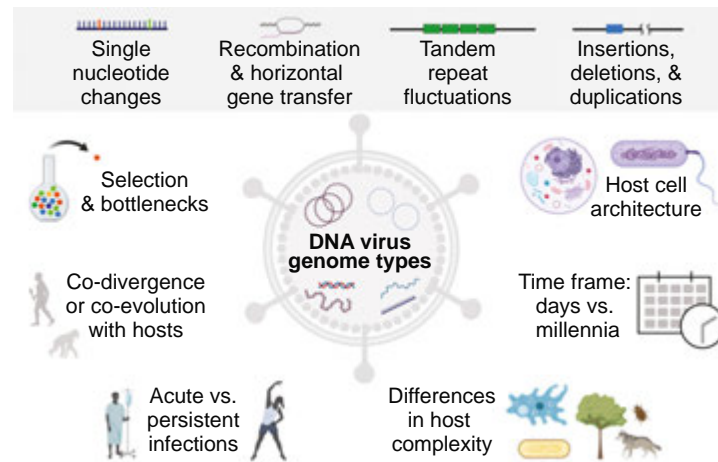 Single
nucleotide
changes
Recombination
& horizontal
gene transfer
Tandem
repeat
fluctuations
Insertions,
deletions, &
duplications
Selection
& bottlenecks
DNA virus
genome types
Host cell
architecture
Co-divergence
or co-evolution
with hosts
Time frame:
days vs.
millennia
Acute vs.
persistent
infections
Differences
in host
complexity